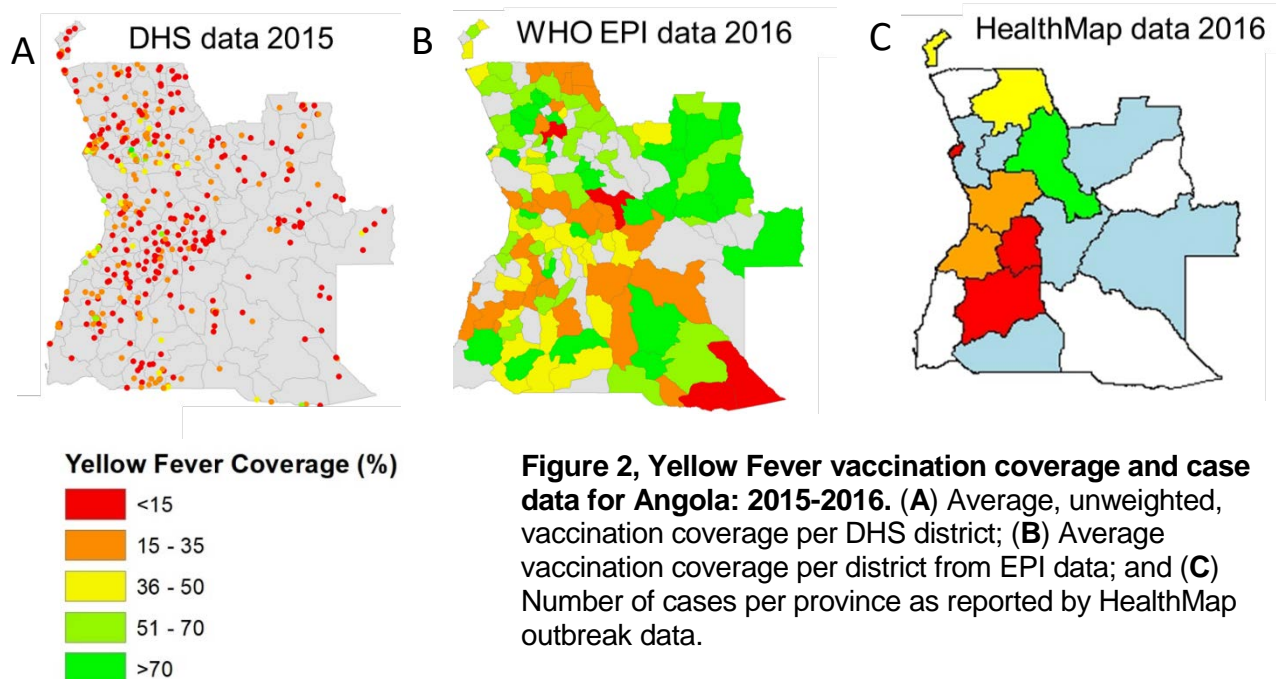 A
DHS data 2015
B
WHO EPI data 2016
C
HealthMap data 2016
Yellow Fever Coverage (%)
<15
15 - 35
36 - 50
51 - 70
>70
Figure 2, Yellow Fever vaccination coverage and case
data for Angola: 2015-2016. (A) Average, unweighted,
vaccination coverage per DHS district; (B) Average
vaccination coverage per district from EPI data; and (C)
Number of cases per province as reported by HealthMap
outbreak data.